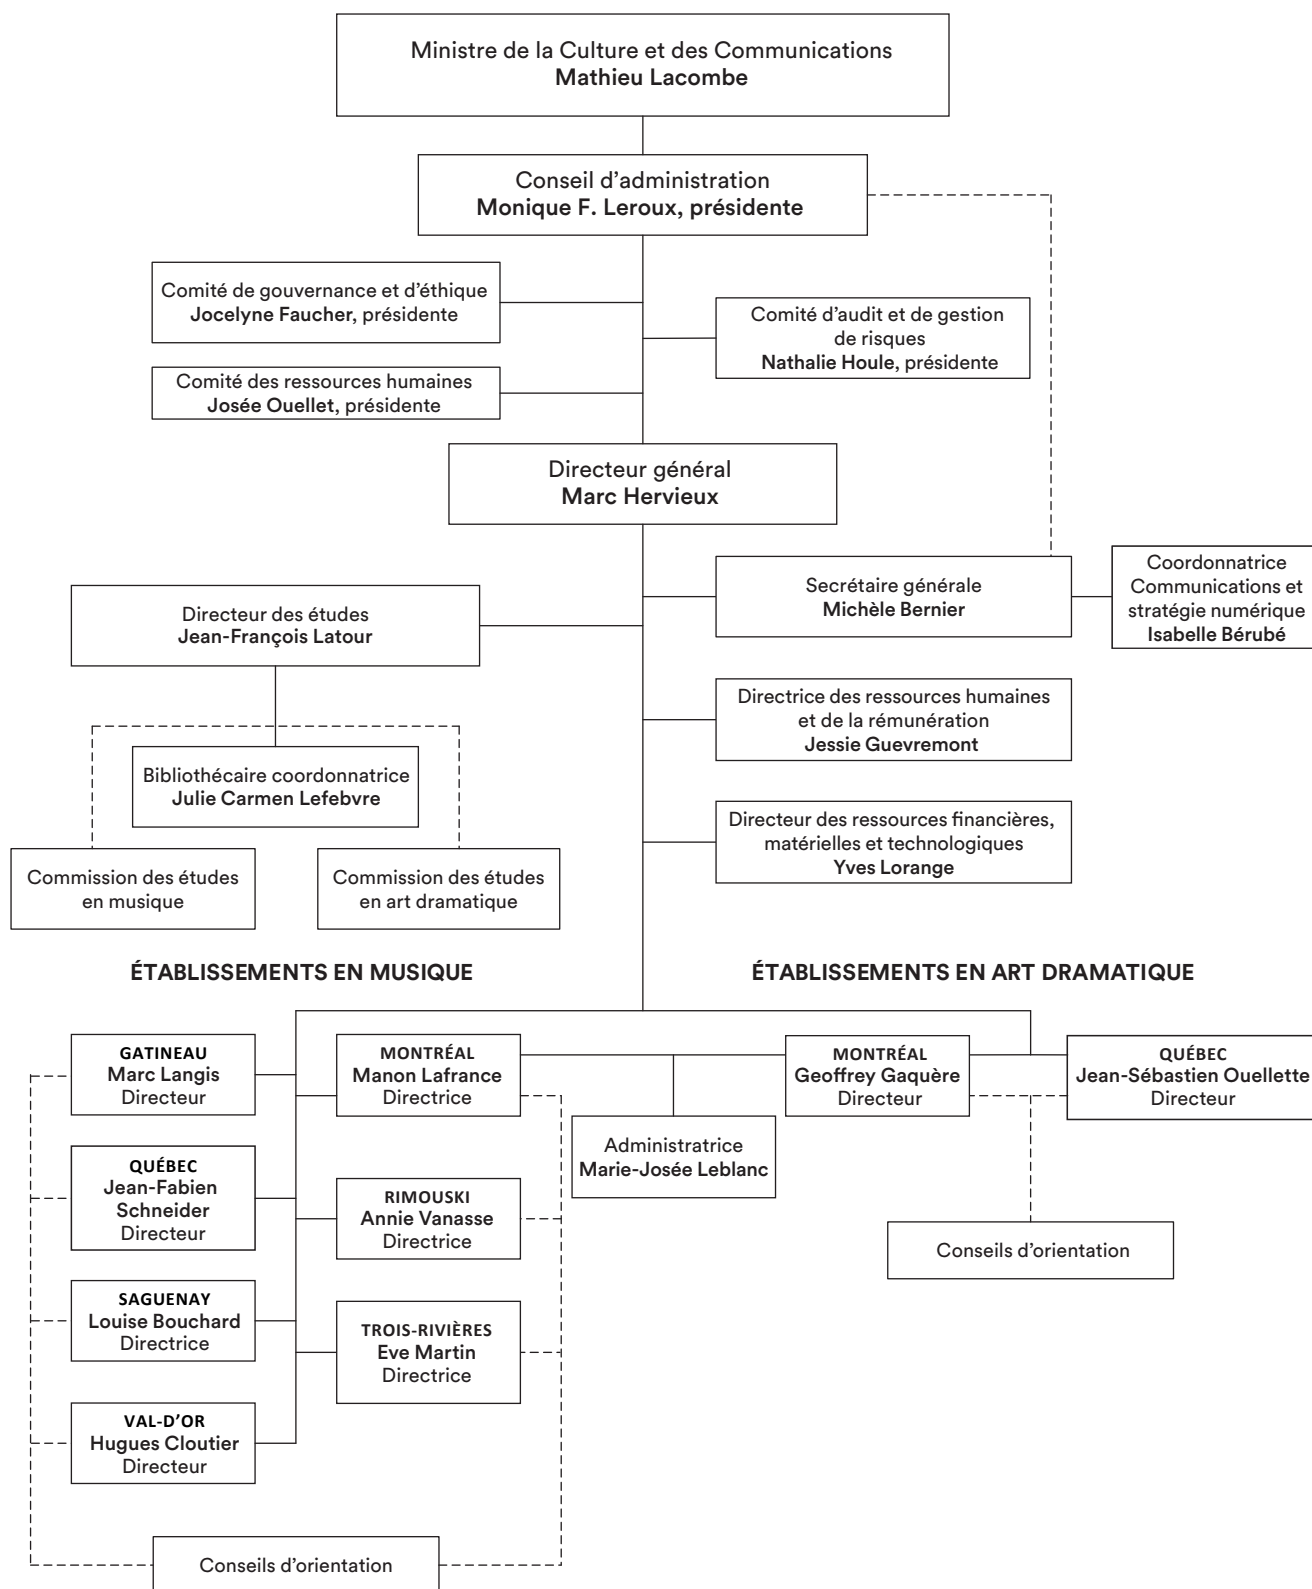 Ministre de la Culture et des Communications
Mathieu Lacombe
Conseil d'administration
Monique F. Leroux, présidente
Comité de gouvernance et d'éthique
Jocelyne Faucher, présidente
Comité d'audit et de gestion
de risques
Nathalie Houle, présidente
Comité des ressources humaines
Josée Ouellet, présidente
Directeur général
Marc Hervieux
Secrétaire générale
Michèle Bernier
Coordonnatrice
Communications et
stratégie numérique
Isabelle Bérubé
Directeur des études
Jean-François Latour
Directrice des ressources humaines
et de la rémunération
Jessie Guevremont
Bibliothécaire coordonnatrice
Julie Carmen Lefebvre
Directeur des ressources financières,
matérielles et technologiques
Yves Lorange
Commission des études
en musique
Commission des études
en art dramatique
ÉTABLISSEMENTS EN MUSIQUE
ÉTABLISSEMENTS EN ART DRAMATIQUE
GATINEAU
Marc Langis
Directeur
MONTRÉAL
Manon Lafrance
Directrice
MONTRÉAL
Geoffrey Gaquère
Directeur
QUÉBEC
Jean-Sébastien Ouellette
Directeur
Administratrice
Marie-Josée Leblanc
QUÉBEC
Jean-Fabien
Schneider
Directeur
RIMOUSKI
Annie Vanasse
Directrice
Conseils d'orientation
SAGUENAY
Louise Bouchard
Directrice
TROIS-RIVIÈRES
Eve Martin
Directrice
VAL-D'OR
Hugues Cloutier
Directeur
Conseils d'orientation